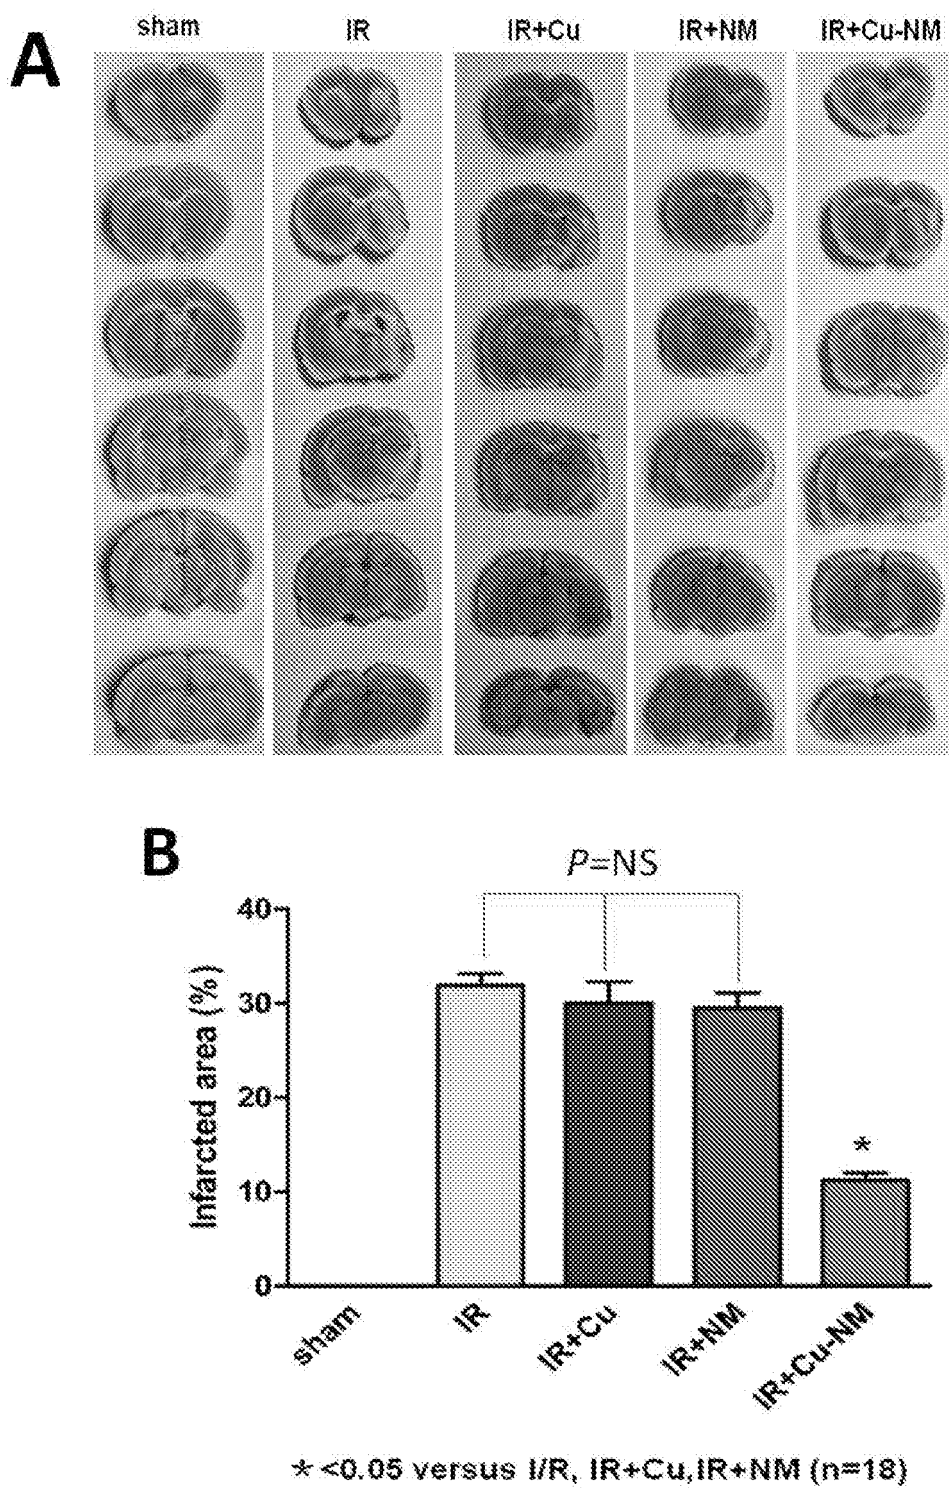 A
sham IR IR+Cu IR+NM IR+Cu-NM
B
P=NS
Infarcted area (%)
40
30
20
10
0
*
sham IR IR+Cu IR+NM IR+Cu-NM
* <0.05 versus I/R, IR+Cu,IR+NM (n=18)